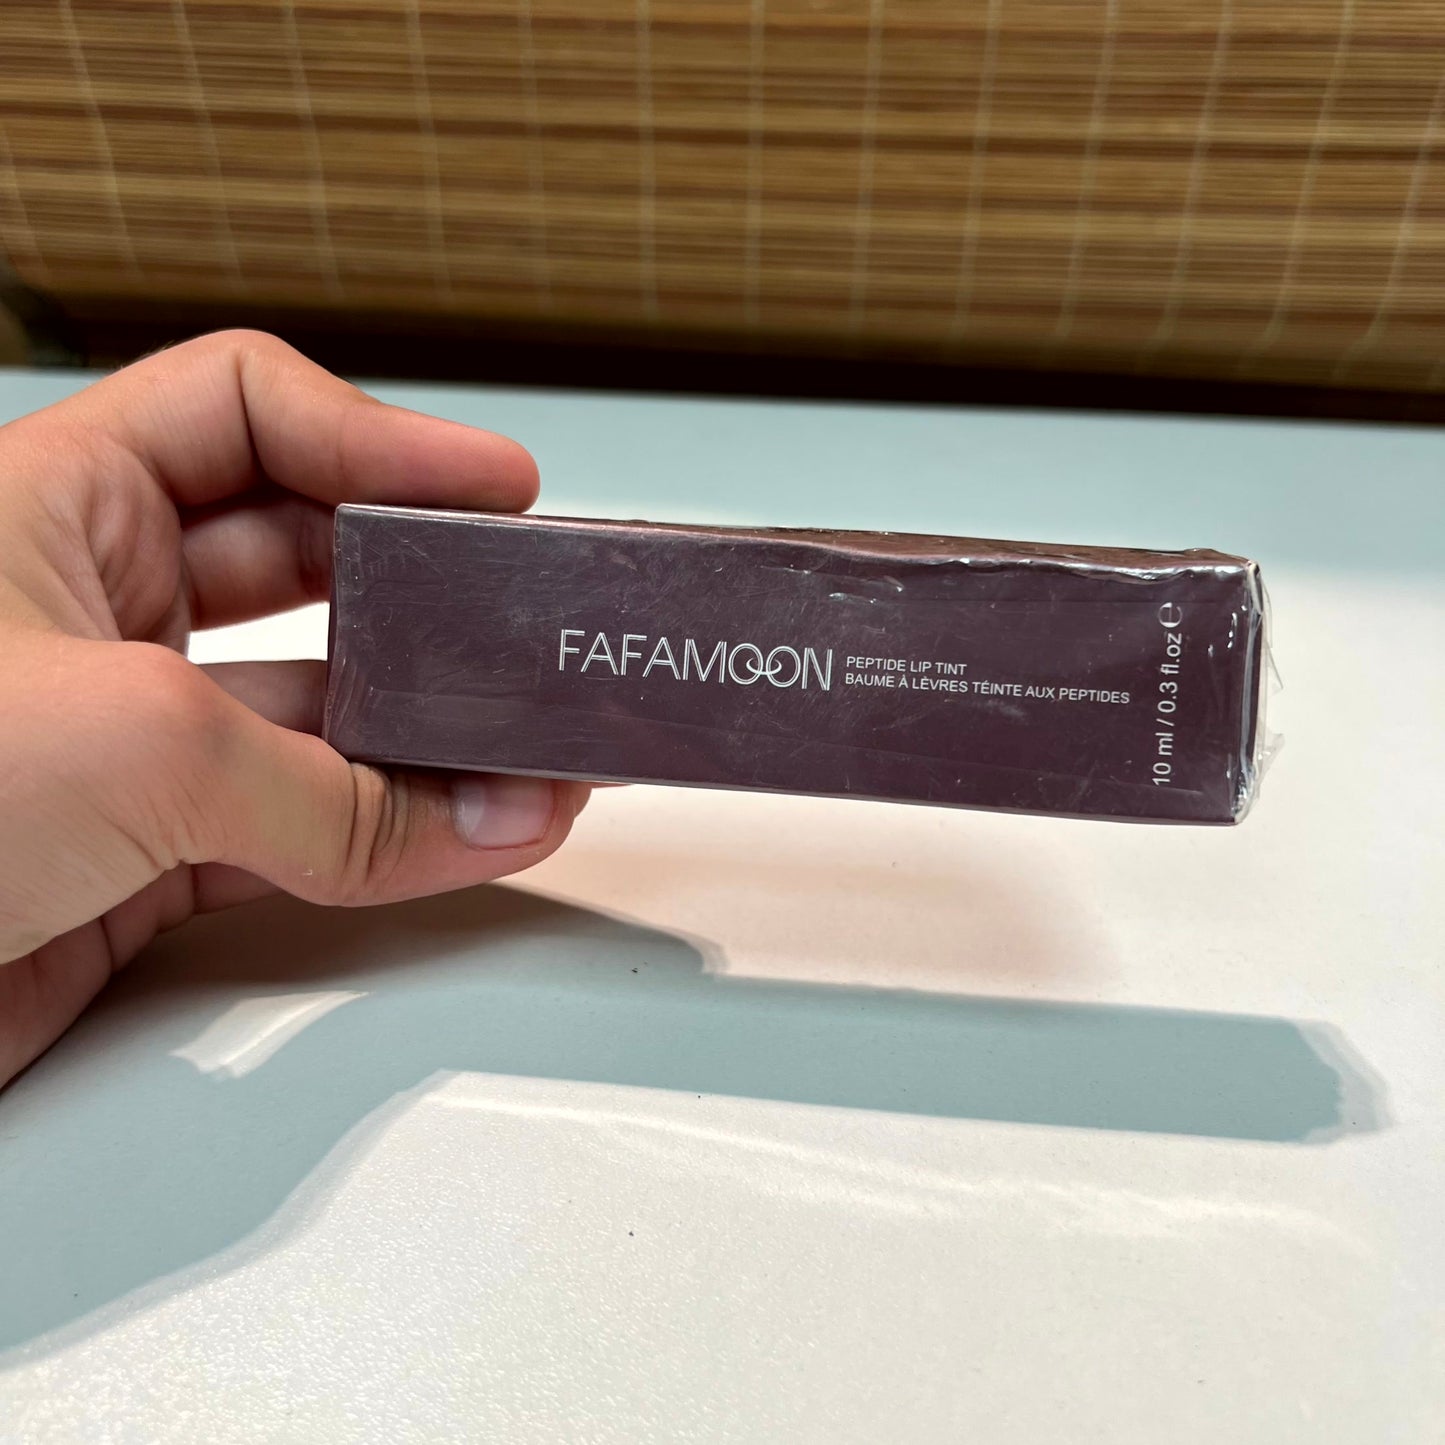 FAFAMOON
PEPTIDE LIP TINT
BAUME À LÈVRES TÉINTE AUX PEPTIDES
10 ml / 0.3 fl.oz ℮